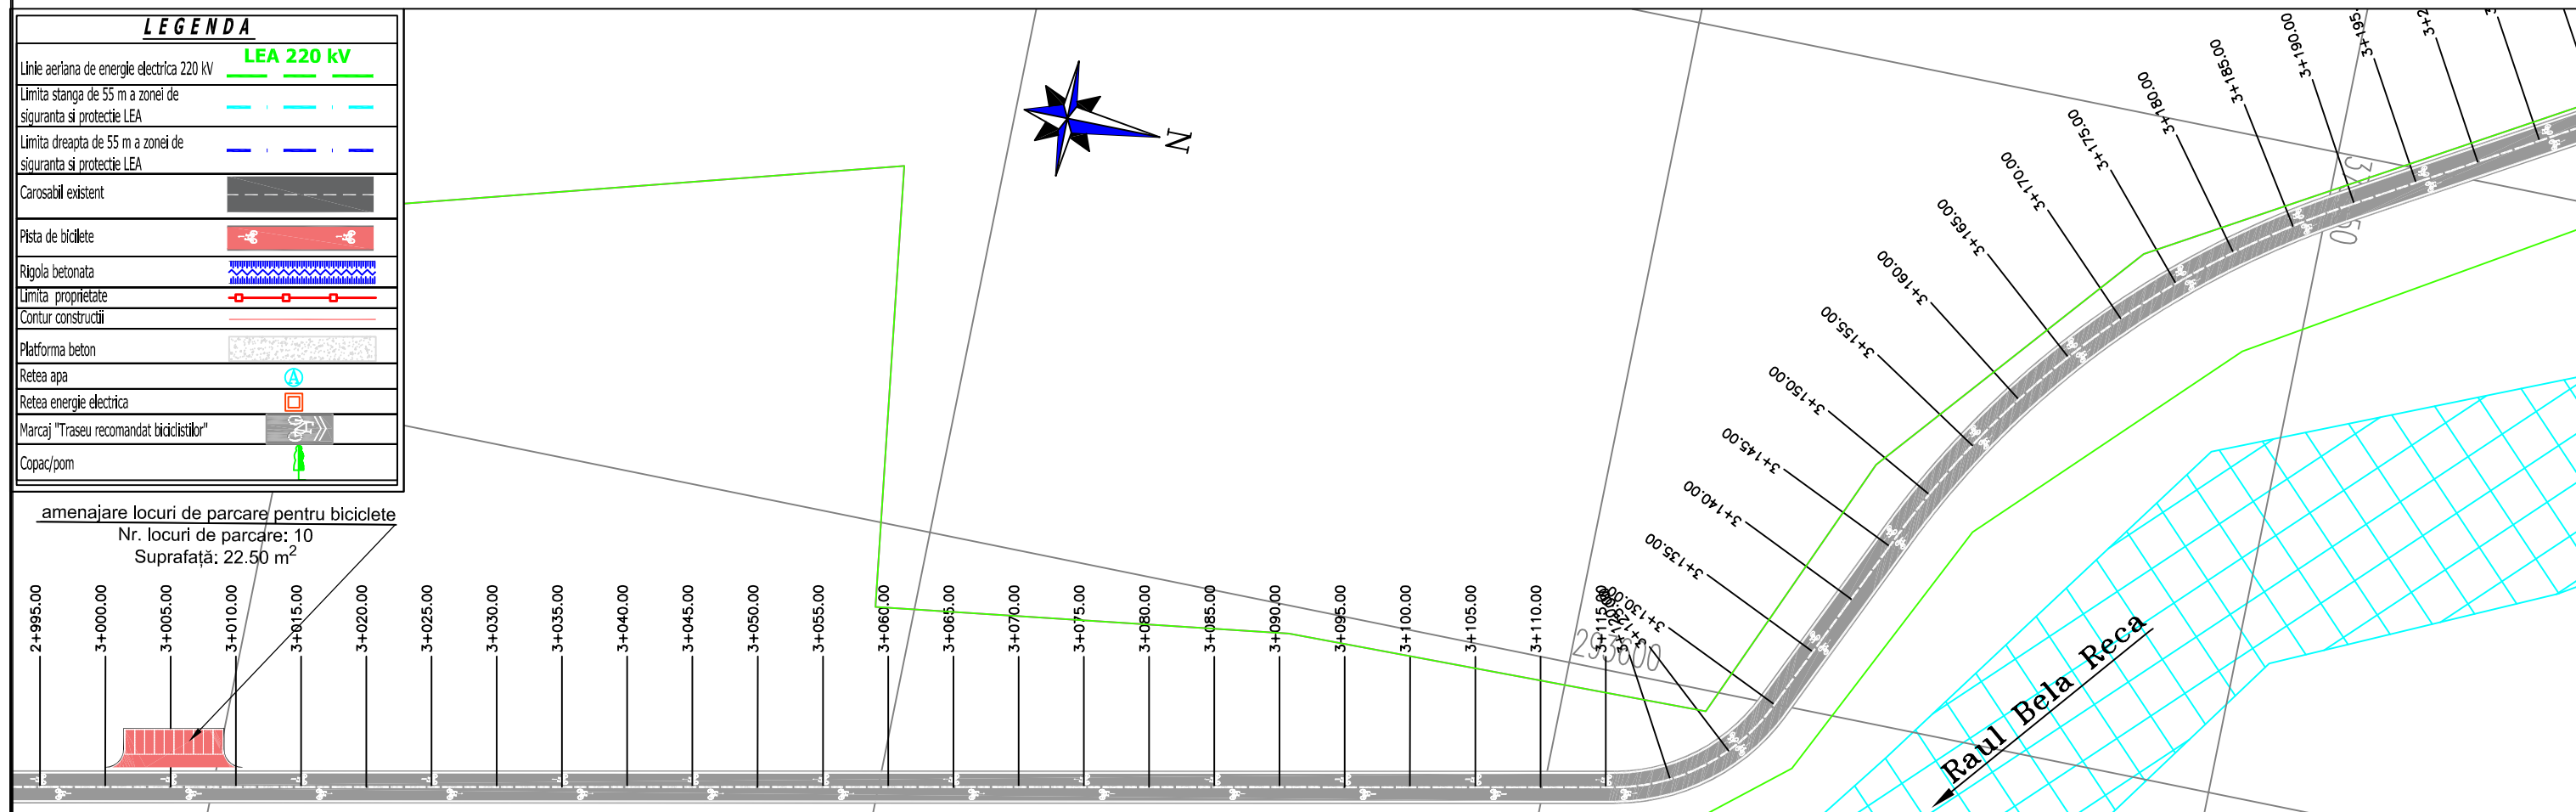 LEGENDA
Linie aeriana de energie electrica 220 kV
LEA 220 kV
Limita stanga de 55 m a zonei de
siguranta si protectie LEA
Limita dreapta de 55 m a zonei de
siguranta si protectie LEA
Carosabil existent
Pista de biciclete
Rigola betonata
Limita proprietate
Contur constructii
Platforma beton
Retea apa
A
Retea energie electrica
Marcaj "Traseu recomandat biciclistilor"
Copac/pom
amenajare locuri de parcare pentru biciclete
Nr. locuri de parcare: 10
Suprafață: 22.50 m²
N
2+995.00
3+000.00
3+005.00
3+010.00
3+015.00
3+020.00
3+025.00
3+030.00
3+035.00
3+040.00
3+045.00
3+050.00
3+055.00
3+060.00
3+065.00
3+070.00
3+075.00
3+080.00
3+085.00
3+090.00
3+095.00
3+100.00
3+105.00
3+110.00
3+115.00
3+130.00
3+135.00
3+140.00
3+145.00
3+150.00
3+155.00
3+160.00
3+165.00
3+170.00
3+175.00
3+180.00
3+185.00
3+190.00
3+195.
3+2
293600
Raul Bela Reca